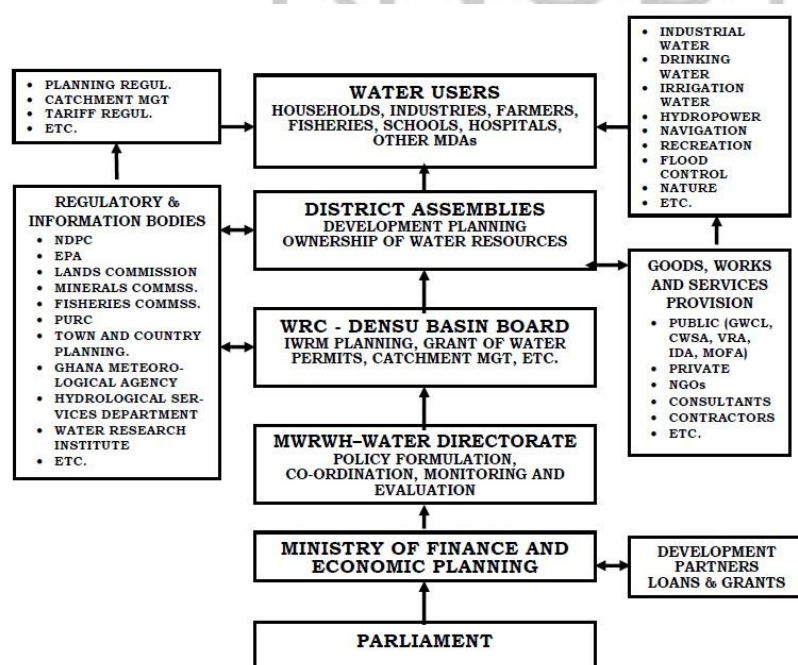 • PLANNING REGUL.
• CATCHMENT MGT
• TARIFF REGUL.
• ETC.
WATER USERS
HOUSEHOLDS, INDUSTRIES, FARMERS,
FISHERIES, SCHOOLS, HOSPITALS,
OTHER MDAs
• INDUSTRIAL
WATER
• DRINKING
WATER
• IRRIGATION
WATER
• HYDROPOWER
• NAVIGATION
• RECREATION
• FLOOD
CONTROL
• NATURE
• ETC.
REGULATORY &
INFORMATION BODIES
• NDPC
• EPA
• LANDS COMMISSION
• MINERALS COMMSS.
• FISHERIES COMMSS.
• PURC
• TOWN AND COUNTRY
PLANNING.
• GHANA METEORO-
LOGICAL AGENCY
• HYDROLOGICAL SER-
VICES DEPARTMENT
• WATER RESEARCH
INSTITUTE
• ETC.
DISTRICT ASSEMBLIES
DEVELOPMENT PLANNING
OWNERSHIP OF WATER RESOURCES
GOODS, WORKS
AND SERVICES
PROVISION
• PUBLIC (GWCL,
CWSA, VRA,
IDA, MOFA)
• PRIVATE
• NGOs
• CONSULTANTS
• CONTRACTORS
• ETC.
WRC - DENSU BASIN BOARD
IWRM PLANNING, GRANT OF WATER
PERMITS, CATCHMENT MGT, ETC.
MWRWH–WATER DIRECTORATE
POLICY FORMULATION,
CO-ORDINATION, MONITORING AND
EVALUATION
MINISTRY OF FINANCE AND
ECONOMIC PLANNING
DEVELOPMENT
PARTNERS
LOANS & GRANTS
PARLIAMENT